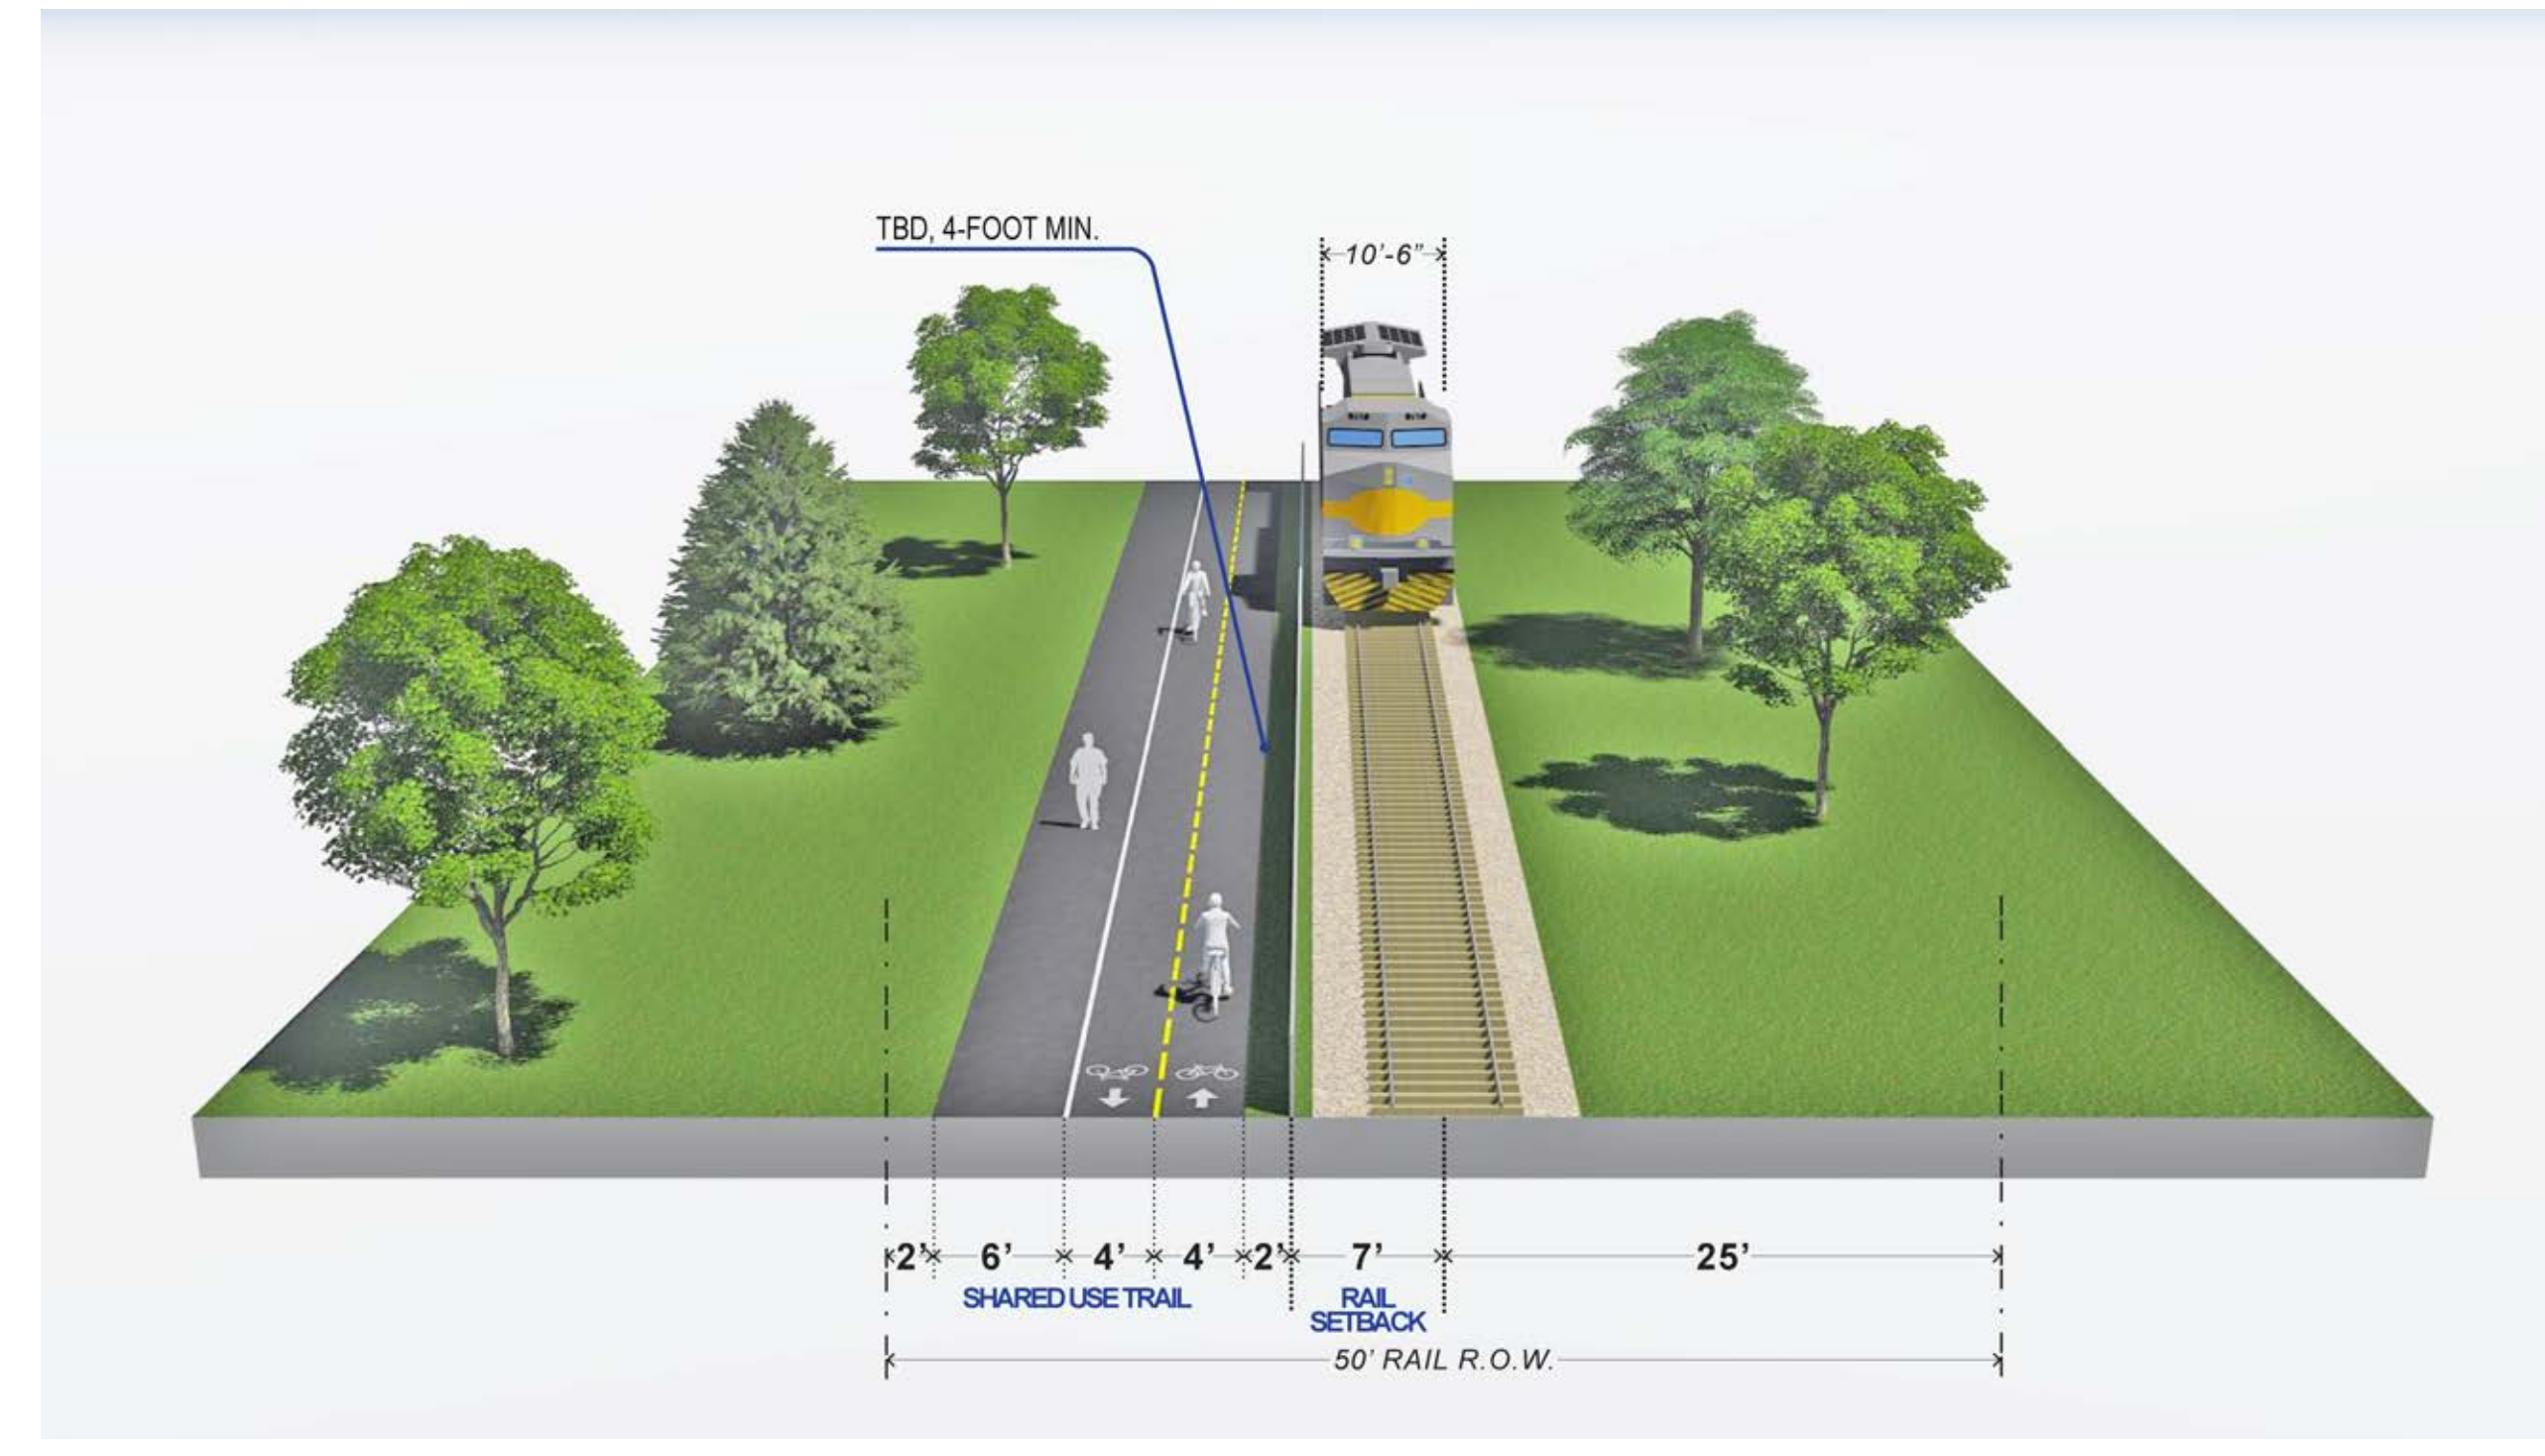 TBD, 4-FOOT MIN.
10'-6"
2' 6' 4' 4' 2' 7' 25'
SHARED USE TRAIL
RAIL
SETBACK
50' RAIL R.O.W.